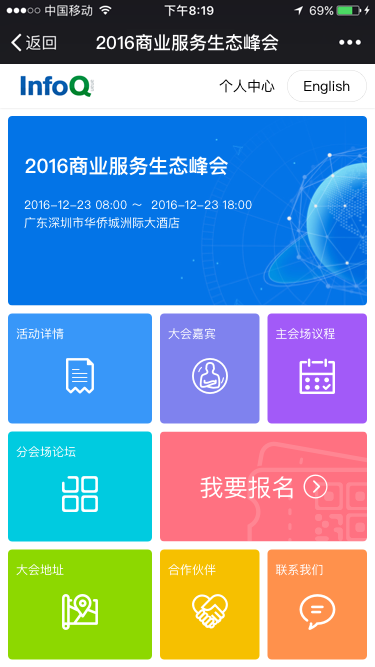 中国移动 下午8:19 69%
返回 2016商业服务生态峰会
InfoQ 个人中心 English
2016商业服务生态峰会
2016-12-23 08:00 ～ 2016-12-23 18:00
广东深圳市华侨城洲际大酒店
活动详情 大会嘉宾 主会场议程
分会场论坛
我要报名
大会地址 合作伙伴 联系我们